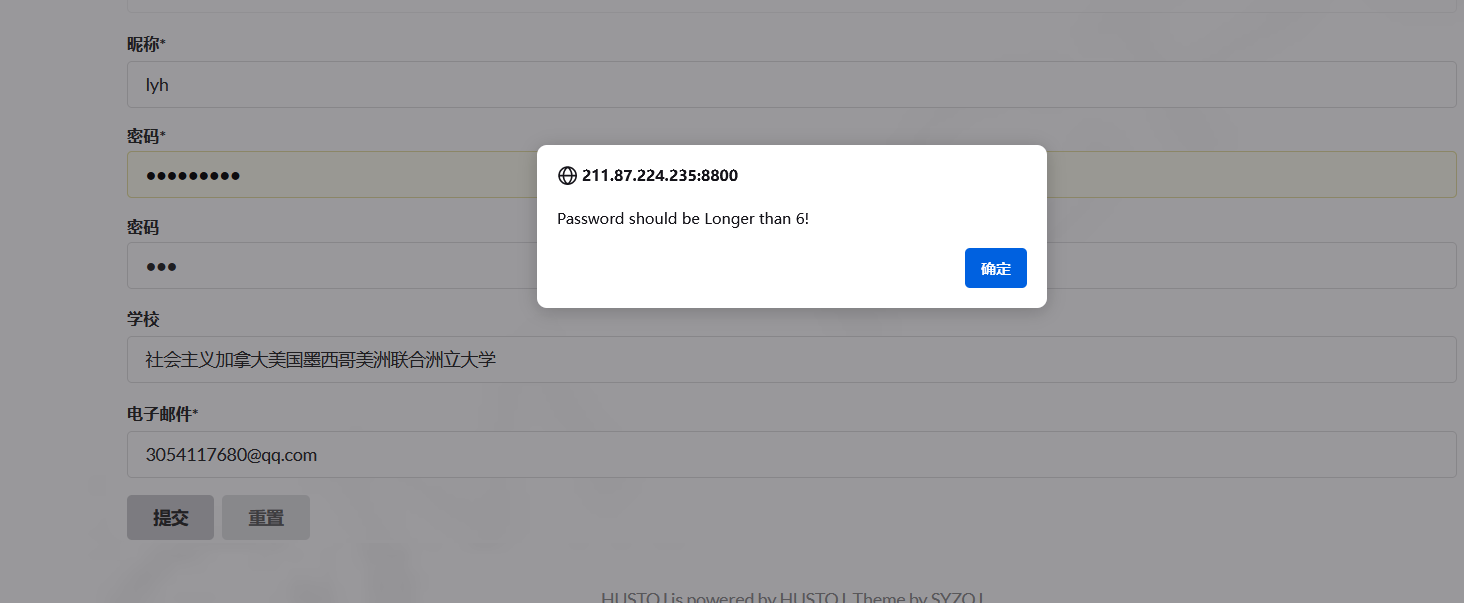 昵称*
lyh
密码*
●●●●●●●●●
密码
●●●
211.87.224.235:8800
Password should be Longer than 6!
确定
学校
社会主义加拿大美国墨西哥美洲联合洲立大学
电子邮件*
3054117680@qq.com
提交 重置
HUSTOJ is powered by HUSTOJ, Theme by SYZOJ